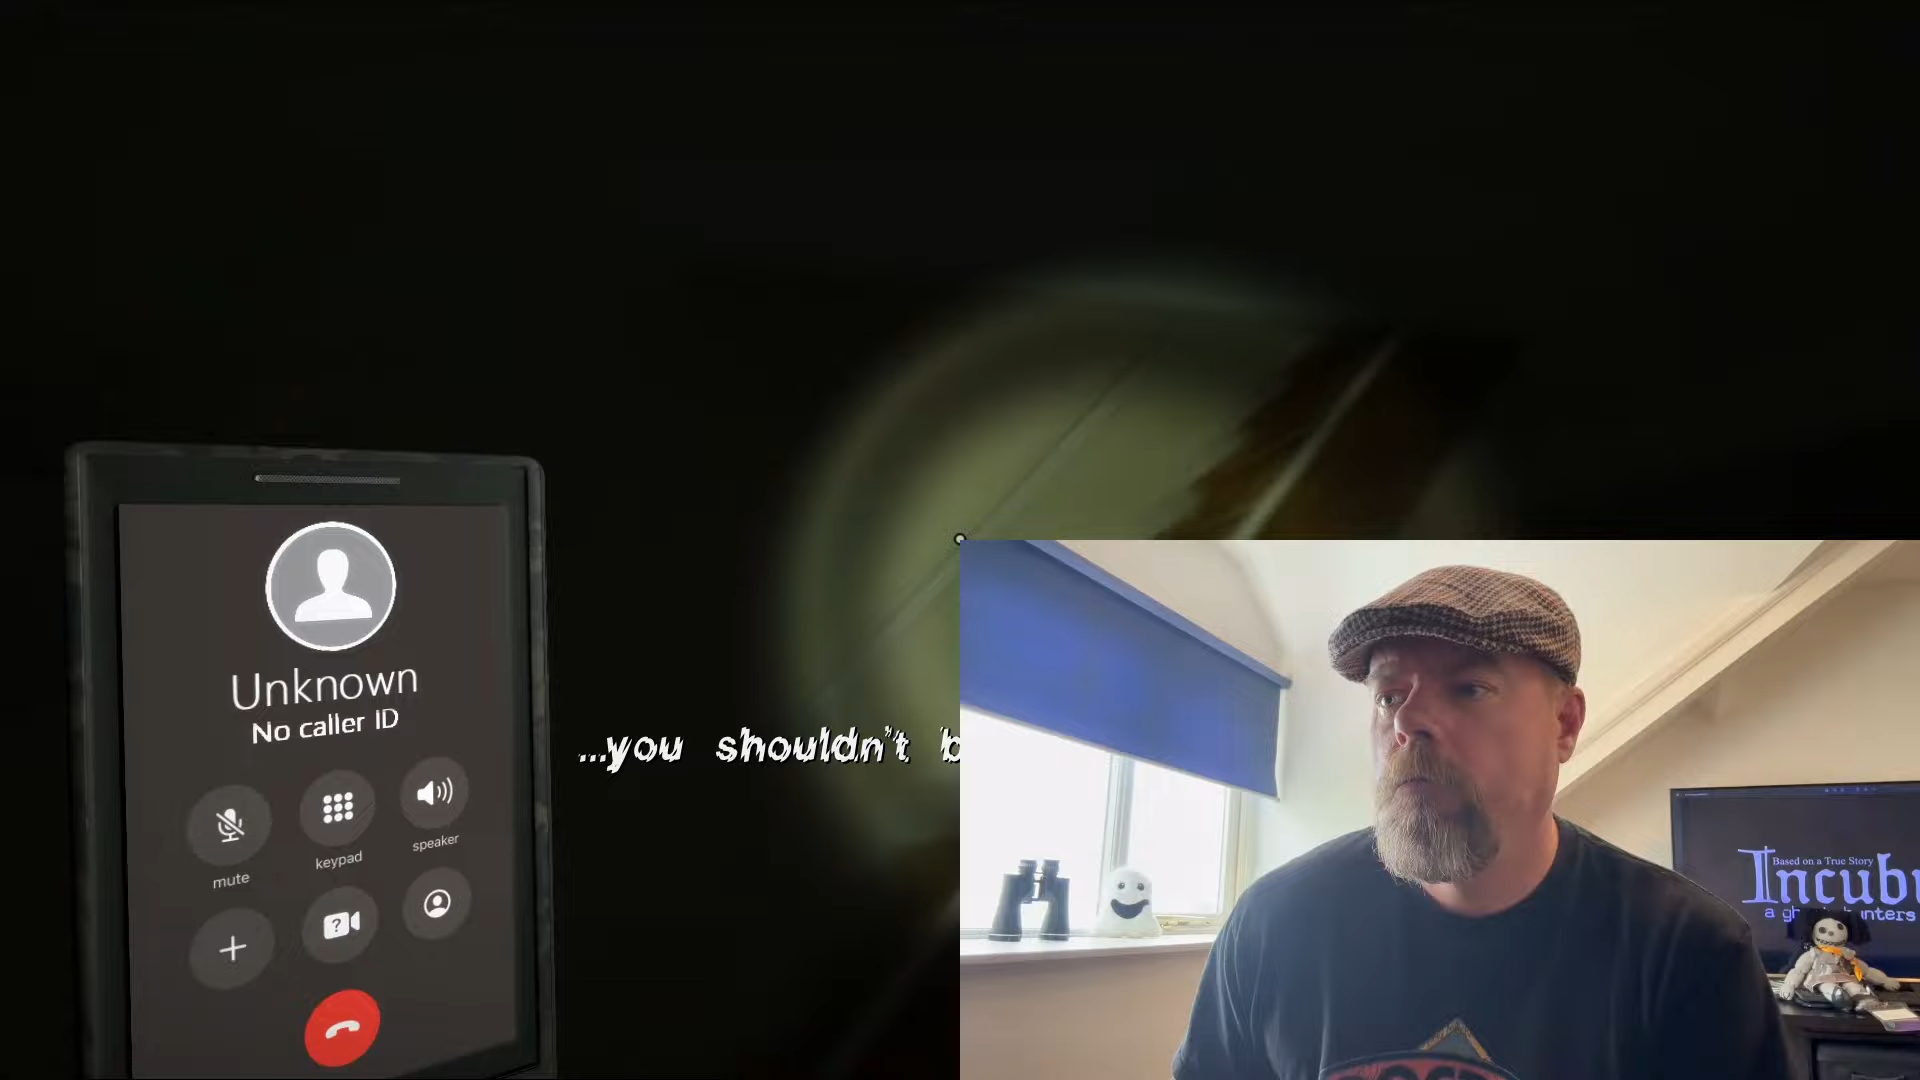 Unknown
No caller ID
mute
keypad
speaker
...you shouldn't
Based on a True Story